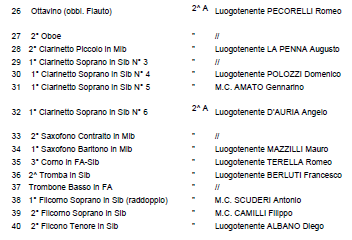 26 Ottavino (obbl. Flauto) 2^ A Luogotenente PECORELLI Romeo
27 2° Oboe " //
28 2° Clarinetto Piccolo in Mib " Luogotenente LA PENNA Augusto
29 1° Clarinetto Soprano in Sib N° 3 " //
30 1° Clarinetto Soprano in Sib N° 4 " Luogotenente POLOZZI Domenico
31 1° Clarinetto Soprano in Sib N° 5 " M.C. AMATO Gennarino
32 1° Clarinetto Soprano in Sib N° 6 2^ A Luogotenente D'AURIA Angelo
33 2° Saxofono Contralto in Mib " //
34 1° Saxofono Baritono in Mib " Luogotenente MAZZILLI Mauro
35 3° Corno in FA-Sib " Luogotenente TERELLA Romeo
36 2^ Tromba in Sib " Luogotenente BERLUTI Francesco
37 Trombone Basso in FA " //
38 1° Flicorno Soprano in Sib (raddoppio) " M.C. SCUDERI Antonio
39 2° Flicorno Soprano in Sib " M.C. CAMILLI Filippo
40 2° Flicono Tenore in Sib " Luogotenente ALBANO Diego